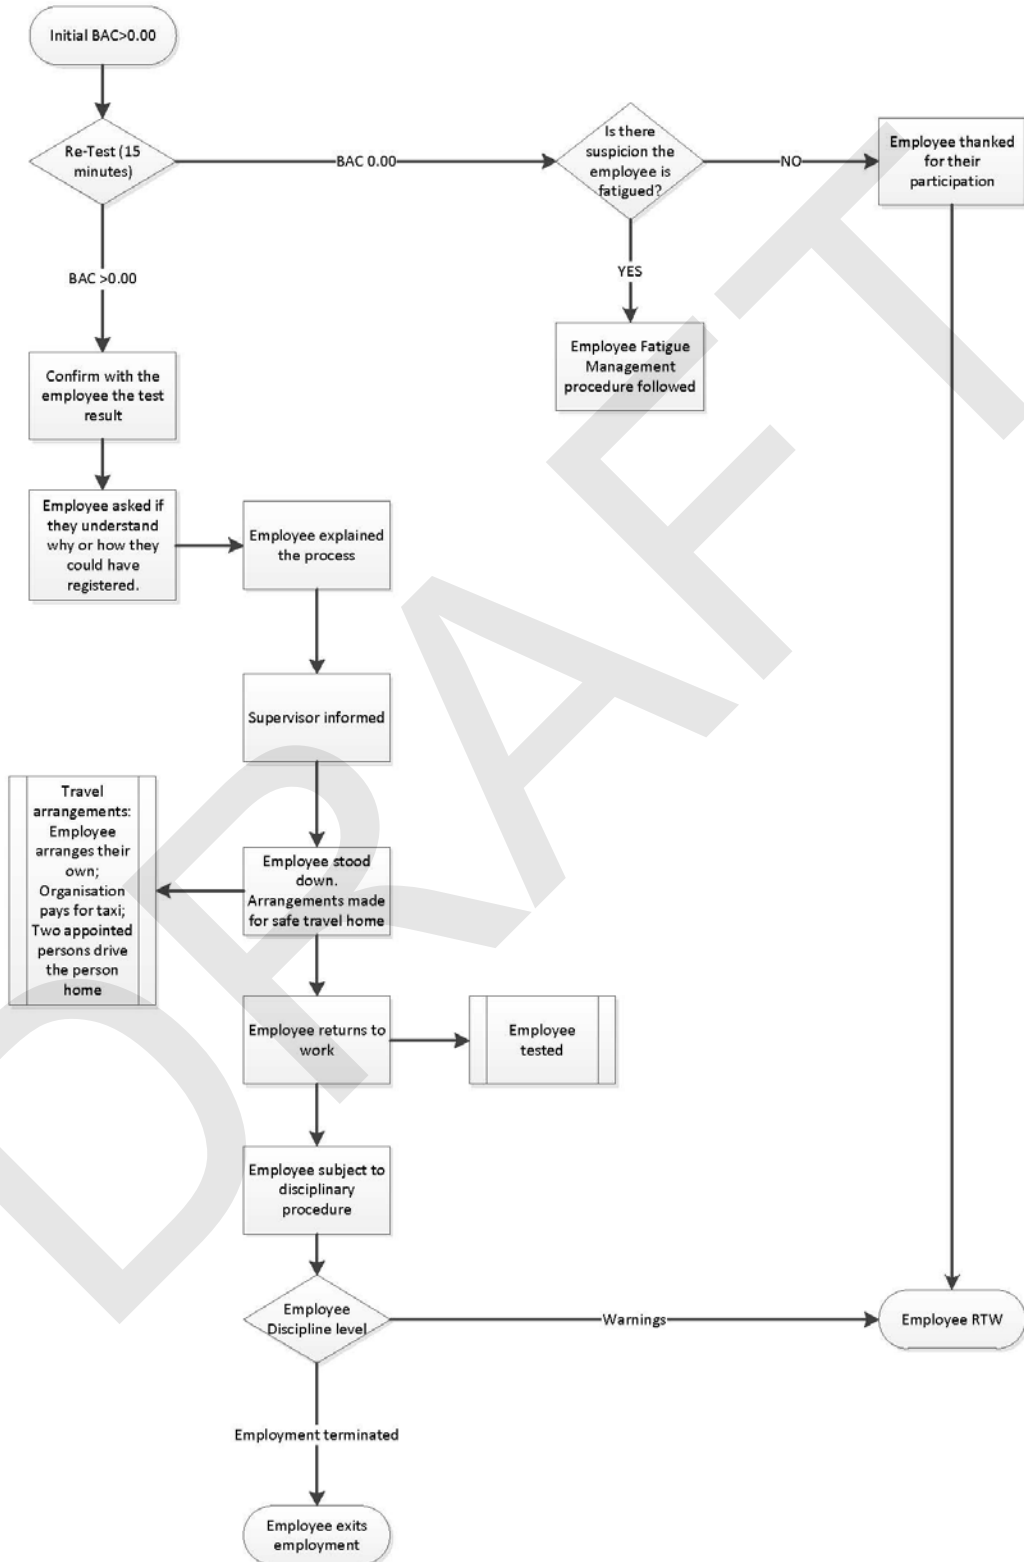 Initial BAC>0.00
Re-Test (15
minutes)
BAC 0.00
Is there
suspicion the
employee is
fatigued?
NO
Employee thanked
for their
participation
BAC >0.00
YES
Employee Fatigue
Management
procedure followed
Confirm with the
employee the test
result
Employee asked if
they understand
why or how they
could have
registered.
Employee explained
the process
Supervisor informed
Travel
arrangements:
Employee
arranges their
own;
Organisation
pays for taxi;
Two appointed
persons drive
the person
home
Employee stood
down.
Arrangements made
for safe travel home
Employee returns to
work
Employee
tested
Employee subject to
disciplinary
procedure
Employee
Discipline level
Warnings
Employee RTW
Employment terminated
Employee exits
employment
DRAFT